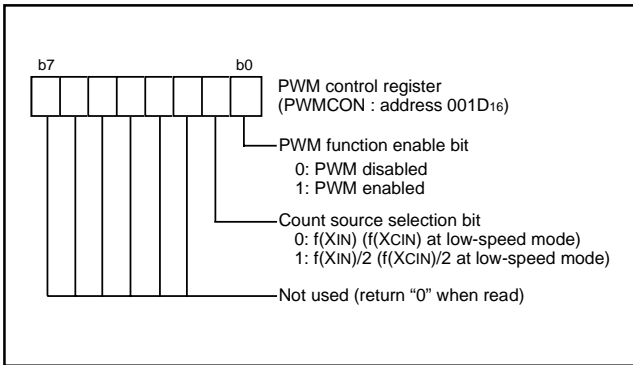 b7 b0
PWM control register
(PWMCON : address 001D16)
PWM function enable bit
0: PWM disabled
1: PWM enabled
Count source selection bit
0: f(XIN) (f(XCIN) at low-speed mode)
1: f(XIN)/2 (f(XCIN)/2 at low-speed mode)
Not used (return “0” when read)